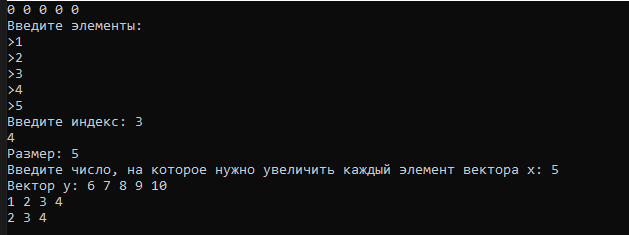 0 0 0 0 0
Введите элементы:
>1
>2
>3
>4
>5
Введите индекс: 3
4
Размер: 5
Введите число, на которое нужно увеличить каждый элемент вектора x: 5
Вектор y: 6 7 8 9 10
1 2 3 4
2 3 4